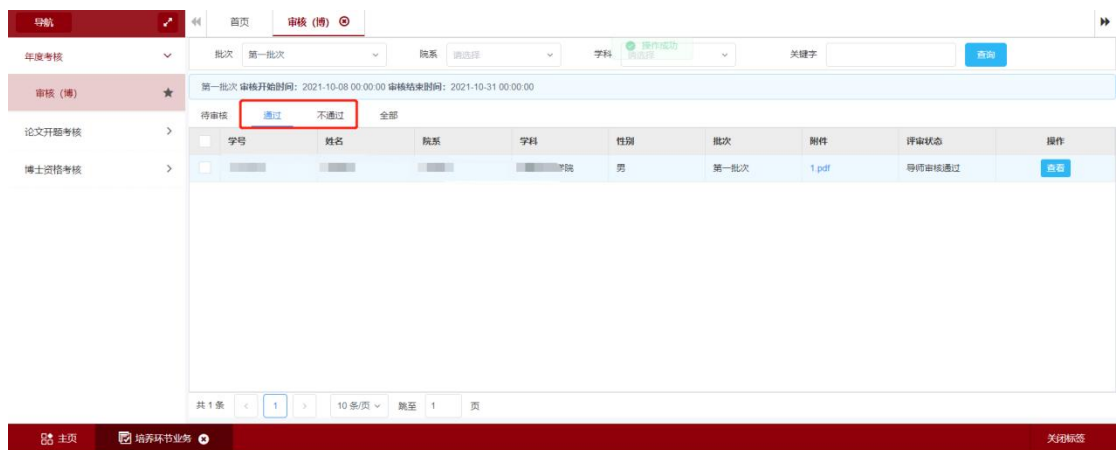 导航
首页
审核（博）
年度考核
批次 第一批次
院系 请选择
学科 请选择
操作成功
关键字
查询
审核（博）
第一批次 审核开始时间：2021-10-08 00:00:00 审核结束时间：2021-10-31 00:00:00
待审核 通过 不通过 全部
论文开题考核
学号 姓名 院系 学科 性别 批次 附件 评审状态 操作
博士资格考核
学院 男 第一批次 1.pdf 导师审核通过 查看
共 1 条 < 1 > 10 条/页 跳至 1 页
主页 培养环节业务 关闭标签